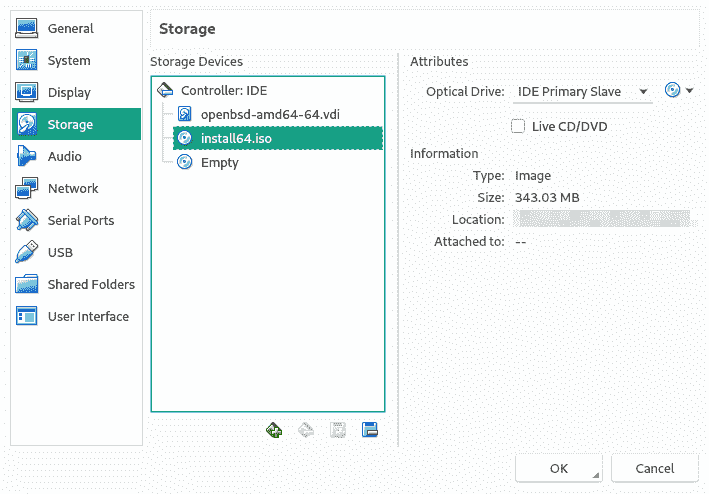 General
System
Display
Storage
Audio
Network
Serial Ports
USB
Shared Folders
User Interface
Storage
Storage Devices
Controller: IDE
openbsd-amd64-64.vdi
install64.iso
Empty
Attributes
Optical Drive: IDE Primary Slave
Live CD/DVD
Information
Type: Image
Size: 343.03 MB
Location:
Attached to: --
OK
Cancel